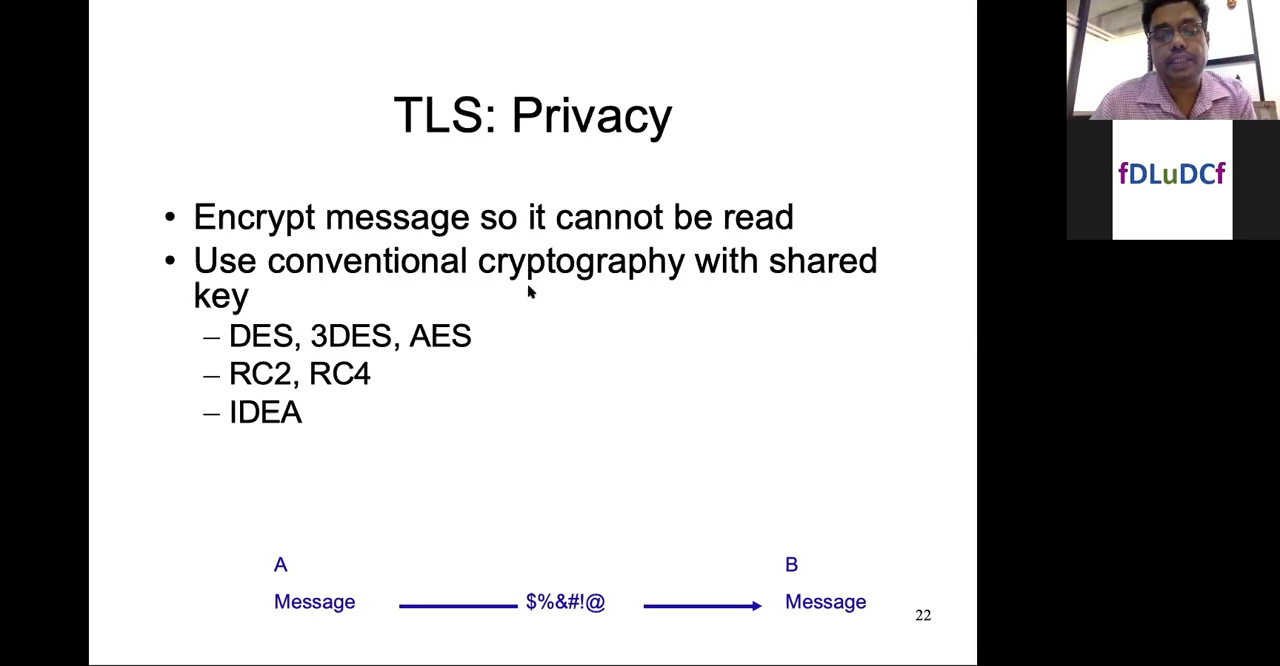 TLS: Privacy
• Encrypt message so it cannot be read
• Use conventional cryptography with shared
key
– DES, 3DES, AES
– RC2, RC4
– IDEA
A B
Message $%&#!@ Message
22
fDLuDCf